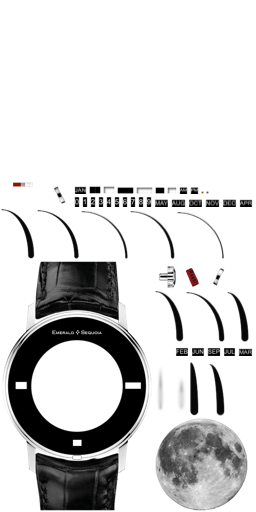 JAN
0 1 2 3 4 5 6 7 8 9 MAY AUG OCT NOV DEC APR
EMERALD SEQUOIA
FEB JUN SEP JUL MAR